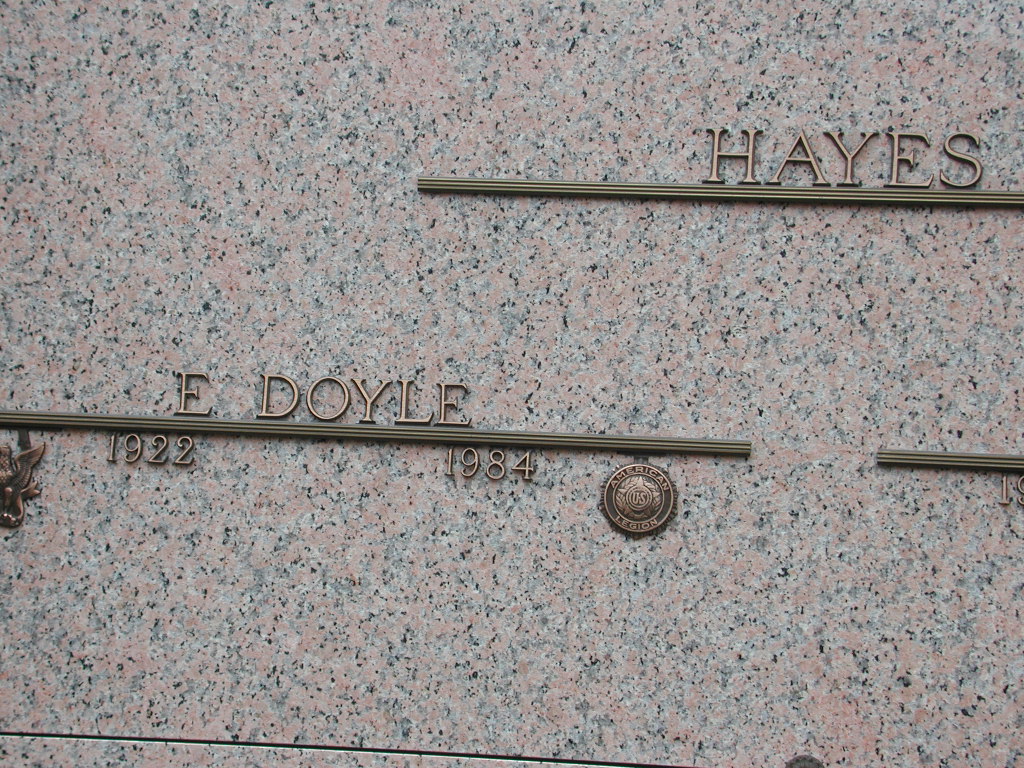 HAYES
E DOYLE
1922 1984
AMERICAN
US
LEGION